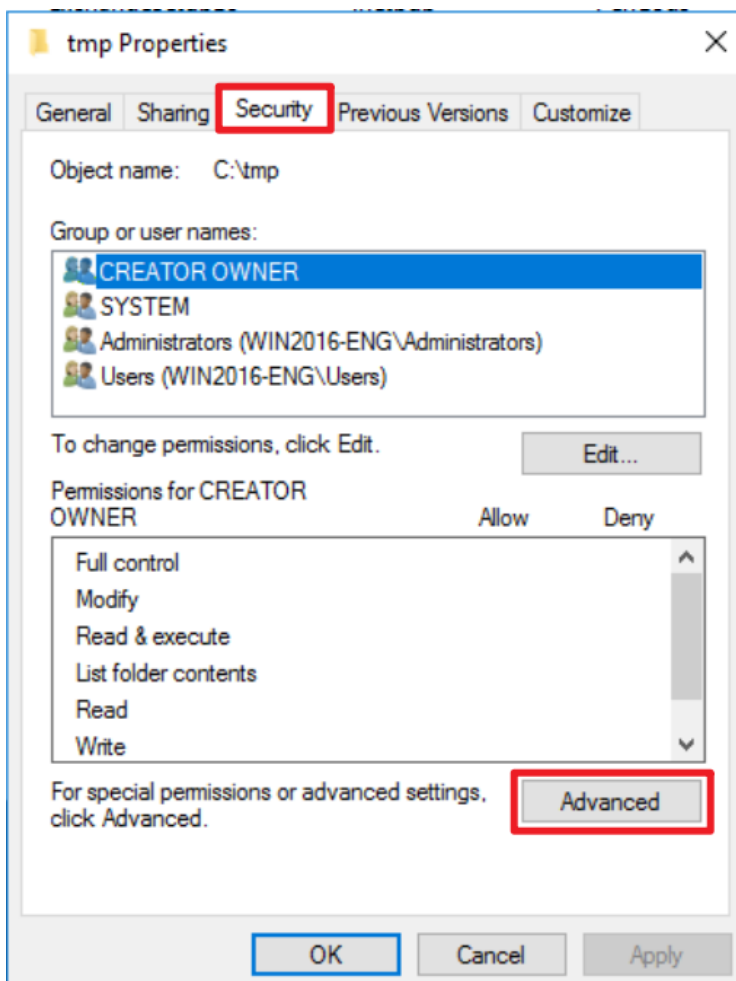 tmp Properties
General Sharing Security Previous Versions Customize
Object name: C:\tmp
Group or user names:
CREATOR OWNER
SYSTEM
Administrators (WIN2016-ENG\Administrators)
Users (WIN2016-ENG\Users)
To change permissions, click Edit.
Edit...
Permissions for CREATOR
OWNER Allow Deny
Full control
Modify
Read & execute
List folder contents
Read
Write
For special permissions or advanced settings,
click Advanced.
Advanced
OK Cancel Apply